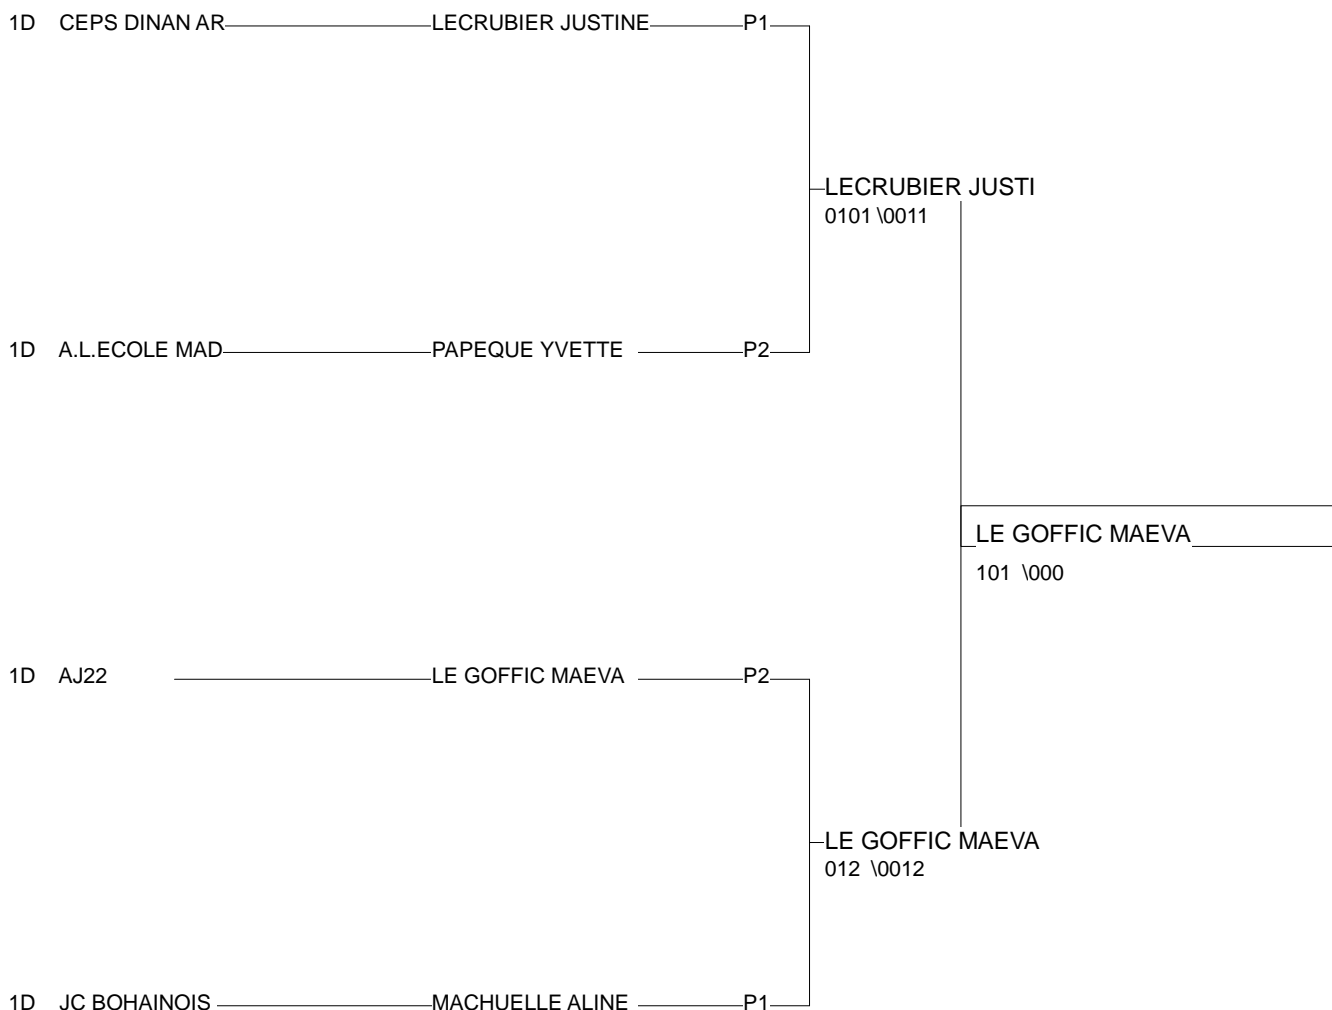 1D CEPS DINAN AR LECRUBIER JUSTINE P1
LECRUBIER JUSTI
0101 \0011
1D A.L.ECOLE MAD PAPEQUE YVETTE P2
LE GOFFIC MAEVA
101 \000
1D AJ22 LE GOFFIC MAEVA P2
LE GOFFIC MAEVA
012 \0012
1D JC BOHAINOIS MACHUELLE ALINE P1